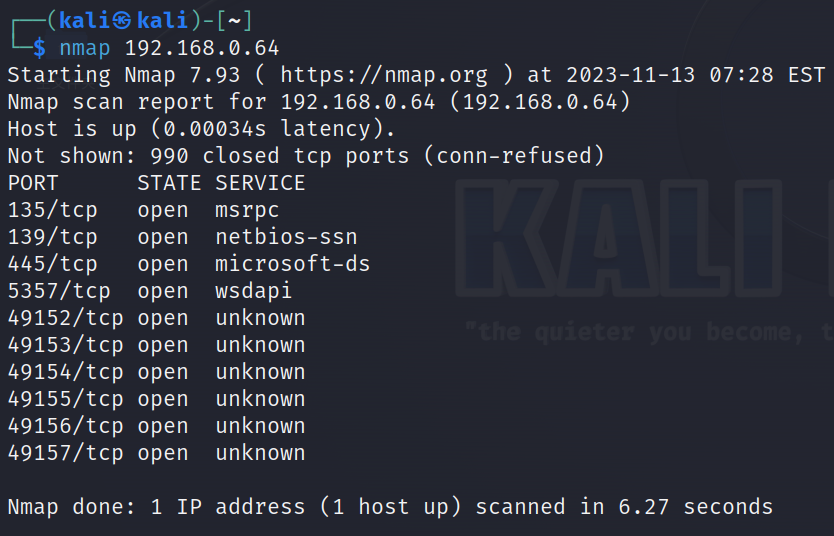 ┌──(kali㉿kali)-[~]
└─$ nmap 192.168.0.64
Starting Nmap 7.93 ( https://nmap.org ) at 2023-11-13 07:28 EST
Nmap scan report for 192.168.0.64 (192.168.0.64)
Host is up (0.00034s latency).
Not shown: 990 closed tcp ports (conn-refused)
PORT      STATE SERVICE
135/tcp   open  msrpc
139/tcp   open  netbios-ssn
445/tcp   open  microsoft-ds
5357/tcp  open  wsdapi
49152/tcp open  unknown
49153/tcp open  unknown
49154/tcp open  unknown
49155/tcp open  unknown
49156/tcp open  unknown
49157/tcp open  unknown
Nmap done: 1 IP address (1 host up) scanned in 6.27 seconds
KALI
"the quieter you become, t